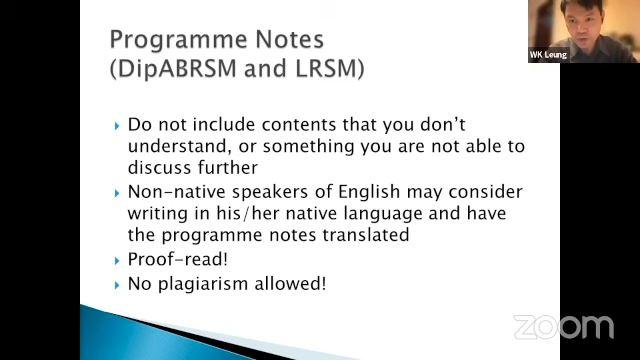 Programme Notes
(DipABRSM and LRSM)
WK Leung
Do not include contents that you don't
understand, or something you are not able to
discuss further
Non-native speakers of English may consider
writing in his/her native language and have
the programme notes translated
Proof-read!
No plagiarism allowed!
zoom